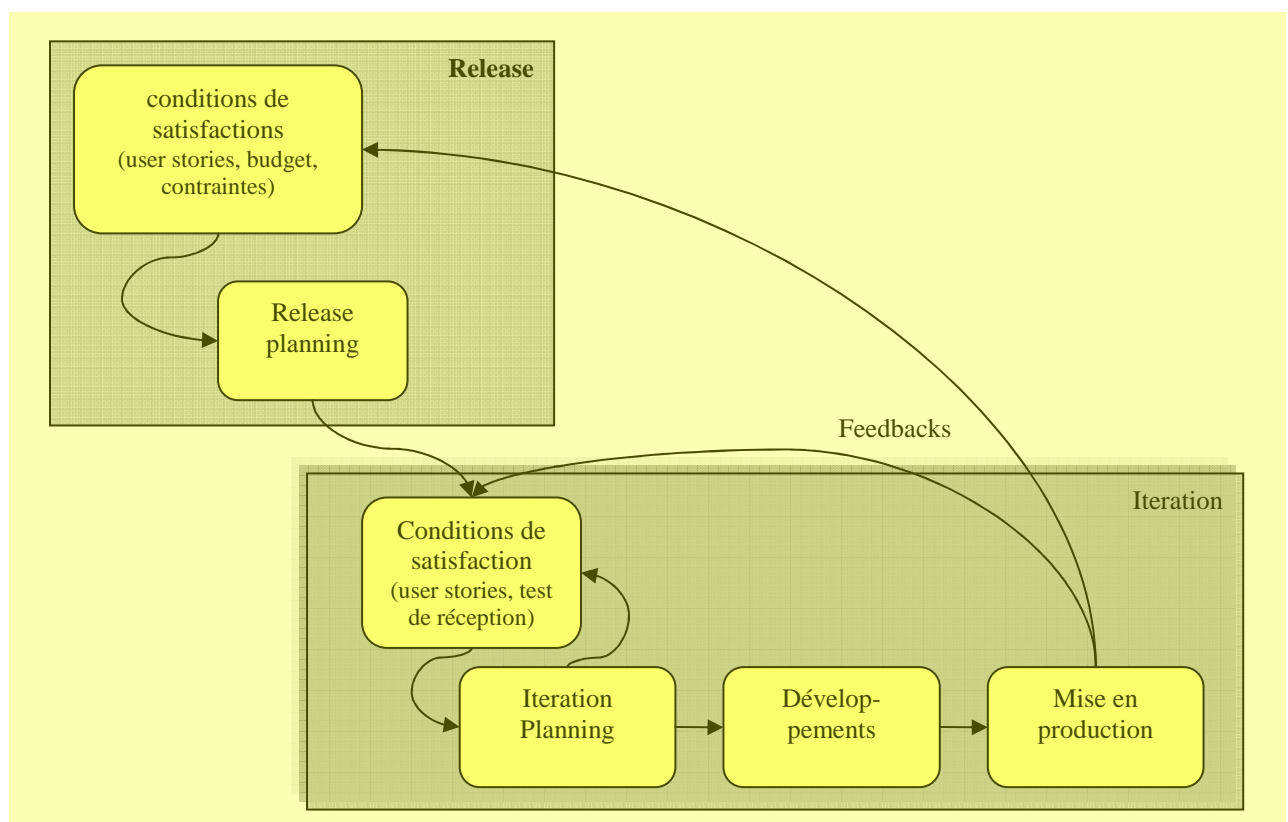 Release
conditions de
satisfactions
(user stories, budget,
contraintes)
Release
planning
Feedbacks
Iteration
Conditions de
satisfaction
(user stories, test
de réception)
Iteration
Planning
Dévelop-
pements
Mise en
production